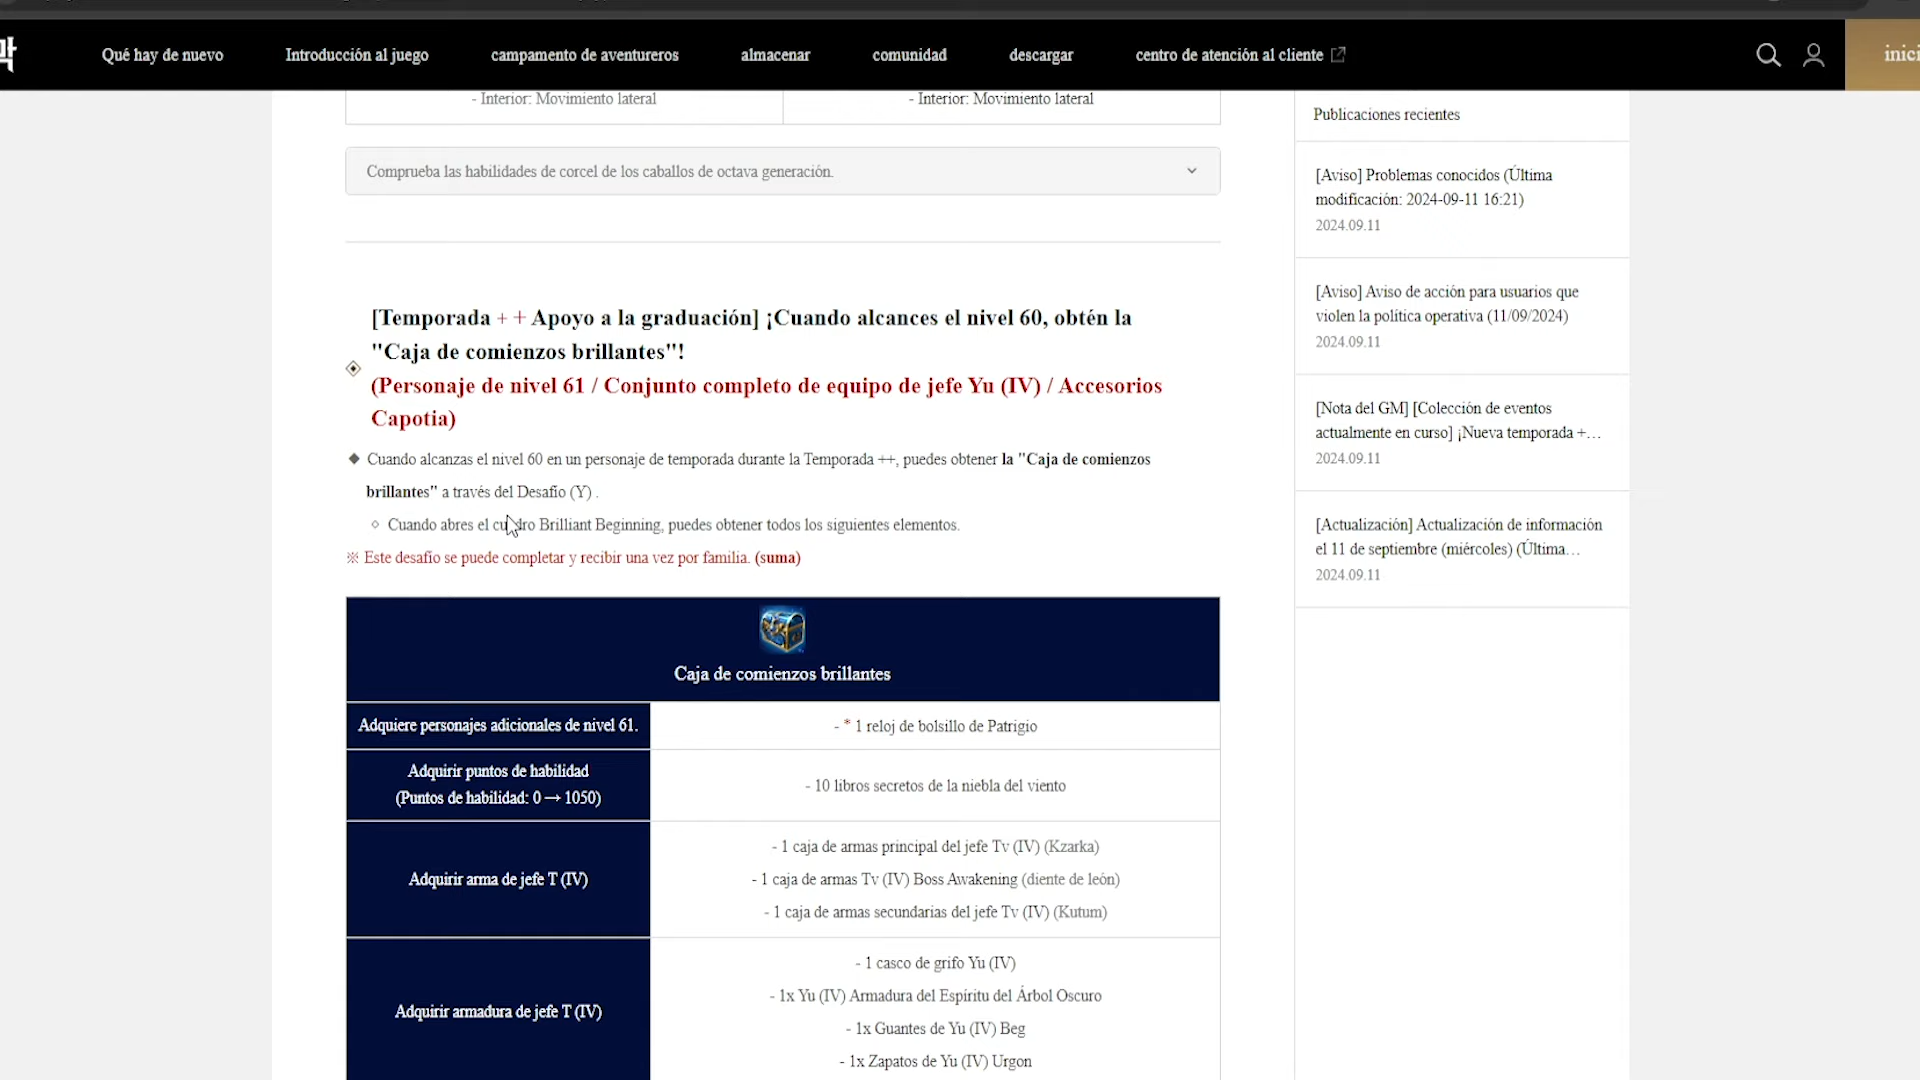 막
Qué hay de nuevo
Introducción al juego
campamento de aventureros
almacenar
comunidad
descargar
centro de atención al cliente
inici
- Interior: Movimiento lateral
- Interior: Movimiento lateral
Comprueba las habilidades de corcel de los caballos de octava generación.
[Temporada + + Apoyo a la graduación] ¡Cuando alcances el nivel 60, obtén la
"Caja de comienzos brillantes"!
(Personaje de nivel 61 / Conjunto completo de equipo de jefe Yu (IV) / Accesorios
Capotia)
◆ Cuando alcanzas el nivel 60 en un personaje de temporada durante la Temporada ++, puedes obtener la "Caja de comienzos
brillantes" a través del Desafío (Y) .
◇ Cuando abres el cuadro Brilliant Beginning, puedes obtener todos los siguientes elementos.
※ Este desafío se puede completar y recibir una vez por familia. (suma)
Caja de comienzos brillantes
Adquiere personajes adicionales de nivel 61.
- * 1 reloj de bolsillo de Patrigio
Adquirir puntos de habilidad
(Puntos de habilidad: 0 → 1050)
- 10 libros secretos de la niebla del viento
Adquirir arma de jefe T (IV)
- 1 caja de armas principal del jefe Tv (IV) (Kzarka)
- 1 caja de armas Tv (IV) Boss Awakening (diente de león)
- 1 caja de armas secundarias del jefe Tv (IV) (Kutum)
Adquirir armadura de jefe T (IV)
- 1 casco de grifo Yu (IV)
- 1x Yu (IV) Armadura del Espíritu del Árbol Oscuro
- 1x Guantes de Yu (IV) Beg
- 1x Zapatos de Yu (IV) Urgon
Publicaciones recientes
[Aviso] Problemas conocidos (Última
modificación: 2024-09-11 16:21)
2024.09.11
[Aviso] Aviso de acción para usuarios que
violen la política operativa (11/09/2024)
2024.09.11
[Nota del GM] [Colección de eventos
actualmente en curso] ¡Nueva temporada +...
2024.09.11
[Actualización] Actualización de información
el 11 de septiembre (miércoles) (Última...
2024.09.11